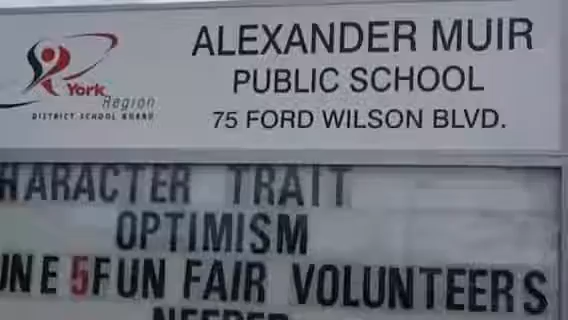 ALEXANDER MUIR
PUBLIC SCHOOL
75 FORD WILSON BLVD.
York
Region
DISTRICT SCHOOL BOARD
HARACTER TRAIT
OPTIMISM
UNE 5 FUN FAIR VOLUNTEERS
NEEDED